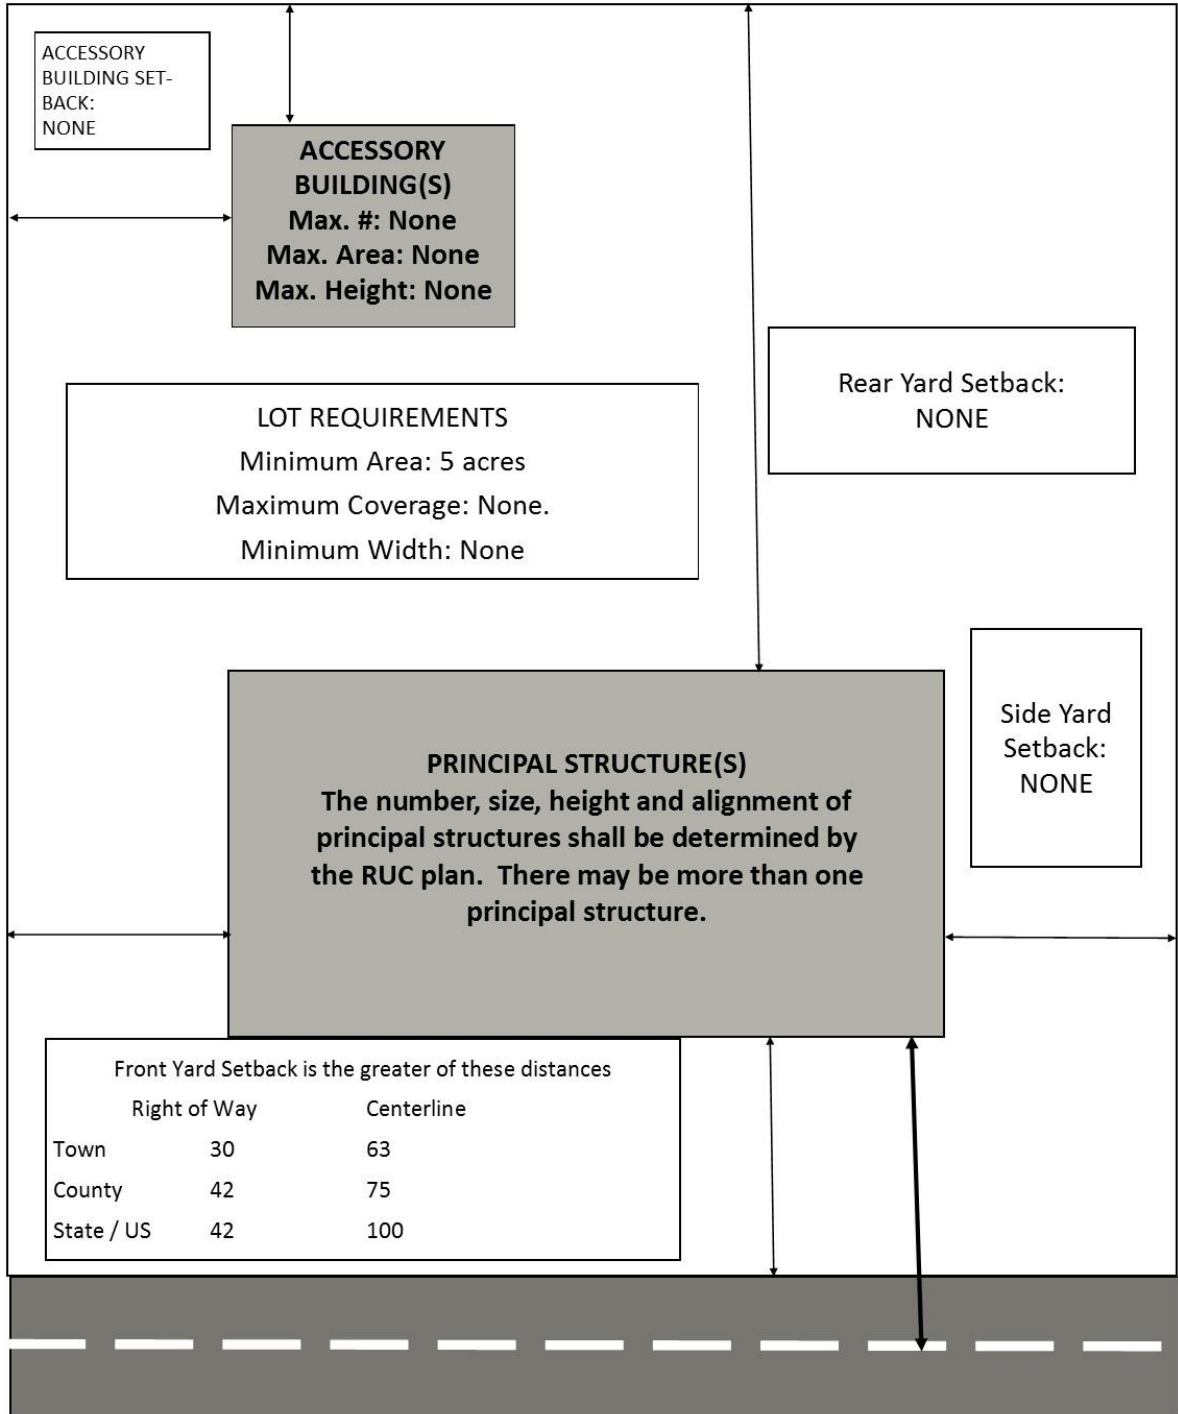 ACCESSORY
BUILDING SET-
BACK:
NONE
ACCESSORY
BUILDING(S)
Max. #: None
Max. Area: None
Max. Height: None
Rear Yard Setback:
NONE
LOT REQUIREMENTS
Minimum Area: 5 acres
Maximum Coverage: None.
Minimum Width: None
Side Yard
Setback:
NONE
PRINCIPAL STRUCTURE(S)
The number, size, height and alignment of
principal structures shall be determined by
the RUC plan.  There may be more than one
principal structure.
Front Yard Setback is the greater of these distances
Right of Way Centerline
Town 30 63
County 42 75
State / US 42 100